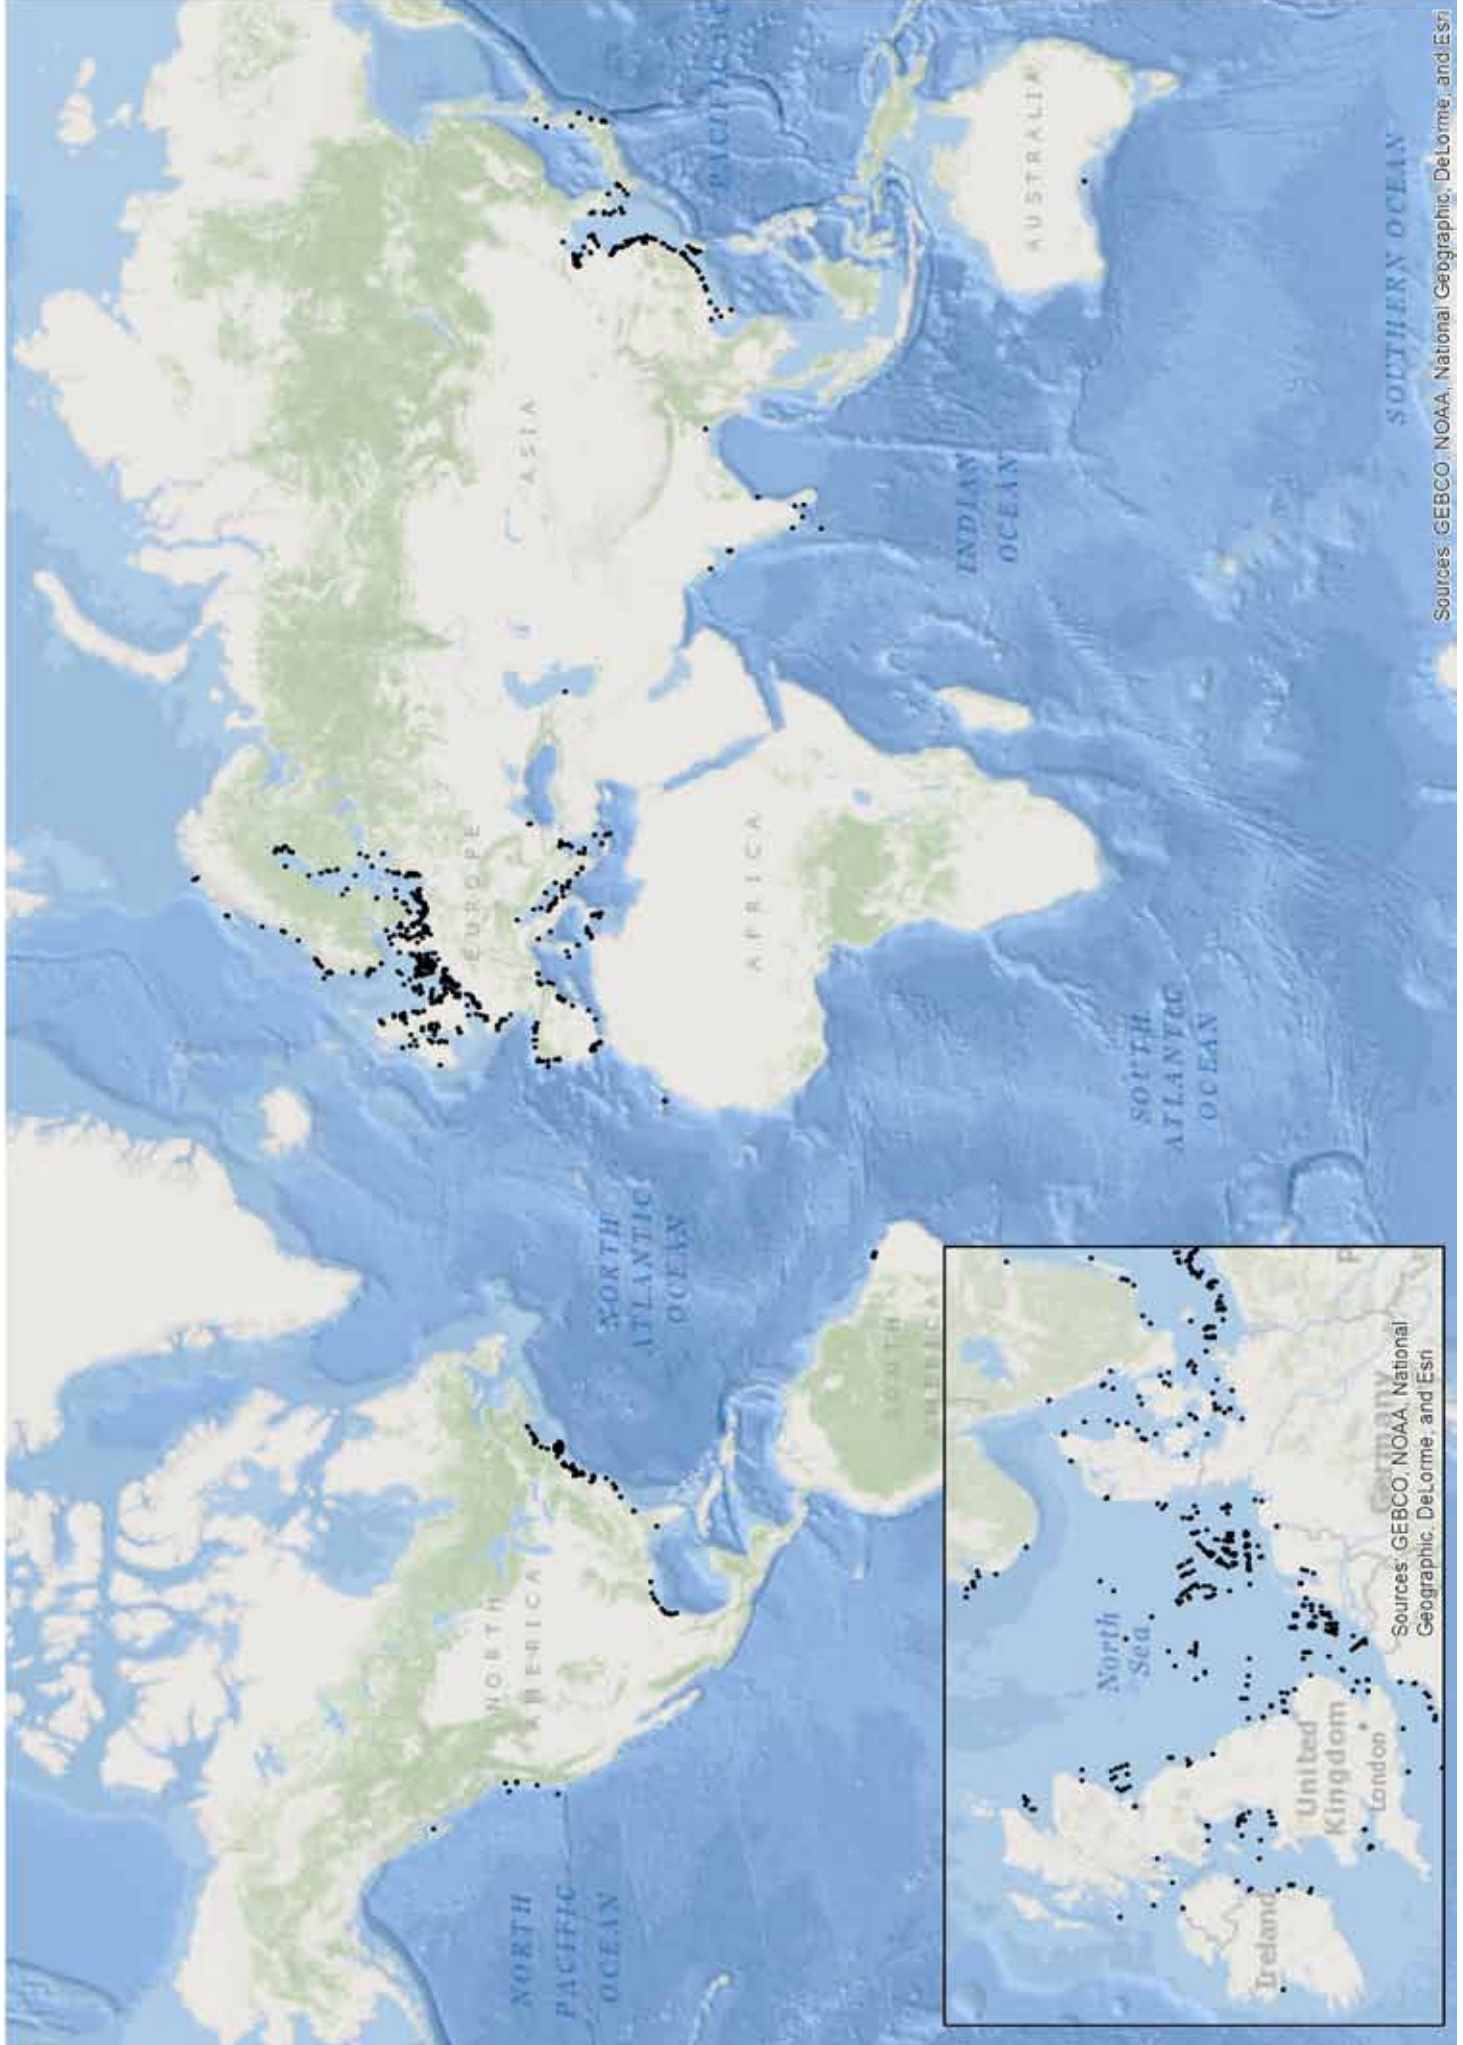 NORTH
PACIFIC
OCEAN
NORTH
AMERICA
NORTH
ATLANTIC
OCEAN
SOUTH
AMERICA
SOUTH
ATLANTIC
OCEAN
EUROPE
AFRICA
ASIA
INDIAN
OCEAN
AUSTRALIA
SOUTHERN OCEAN
Sources: GEBCO, NOAA, National Geographic, DeLorme, and Esri
North
Sea
United
Kingdom
London
Ireland
Germany
Sources: GEBCO, NOAA, National
Geographic, DeLorme, and Esri